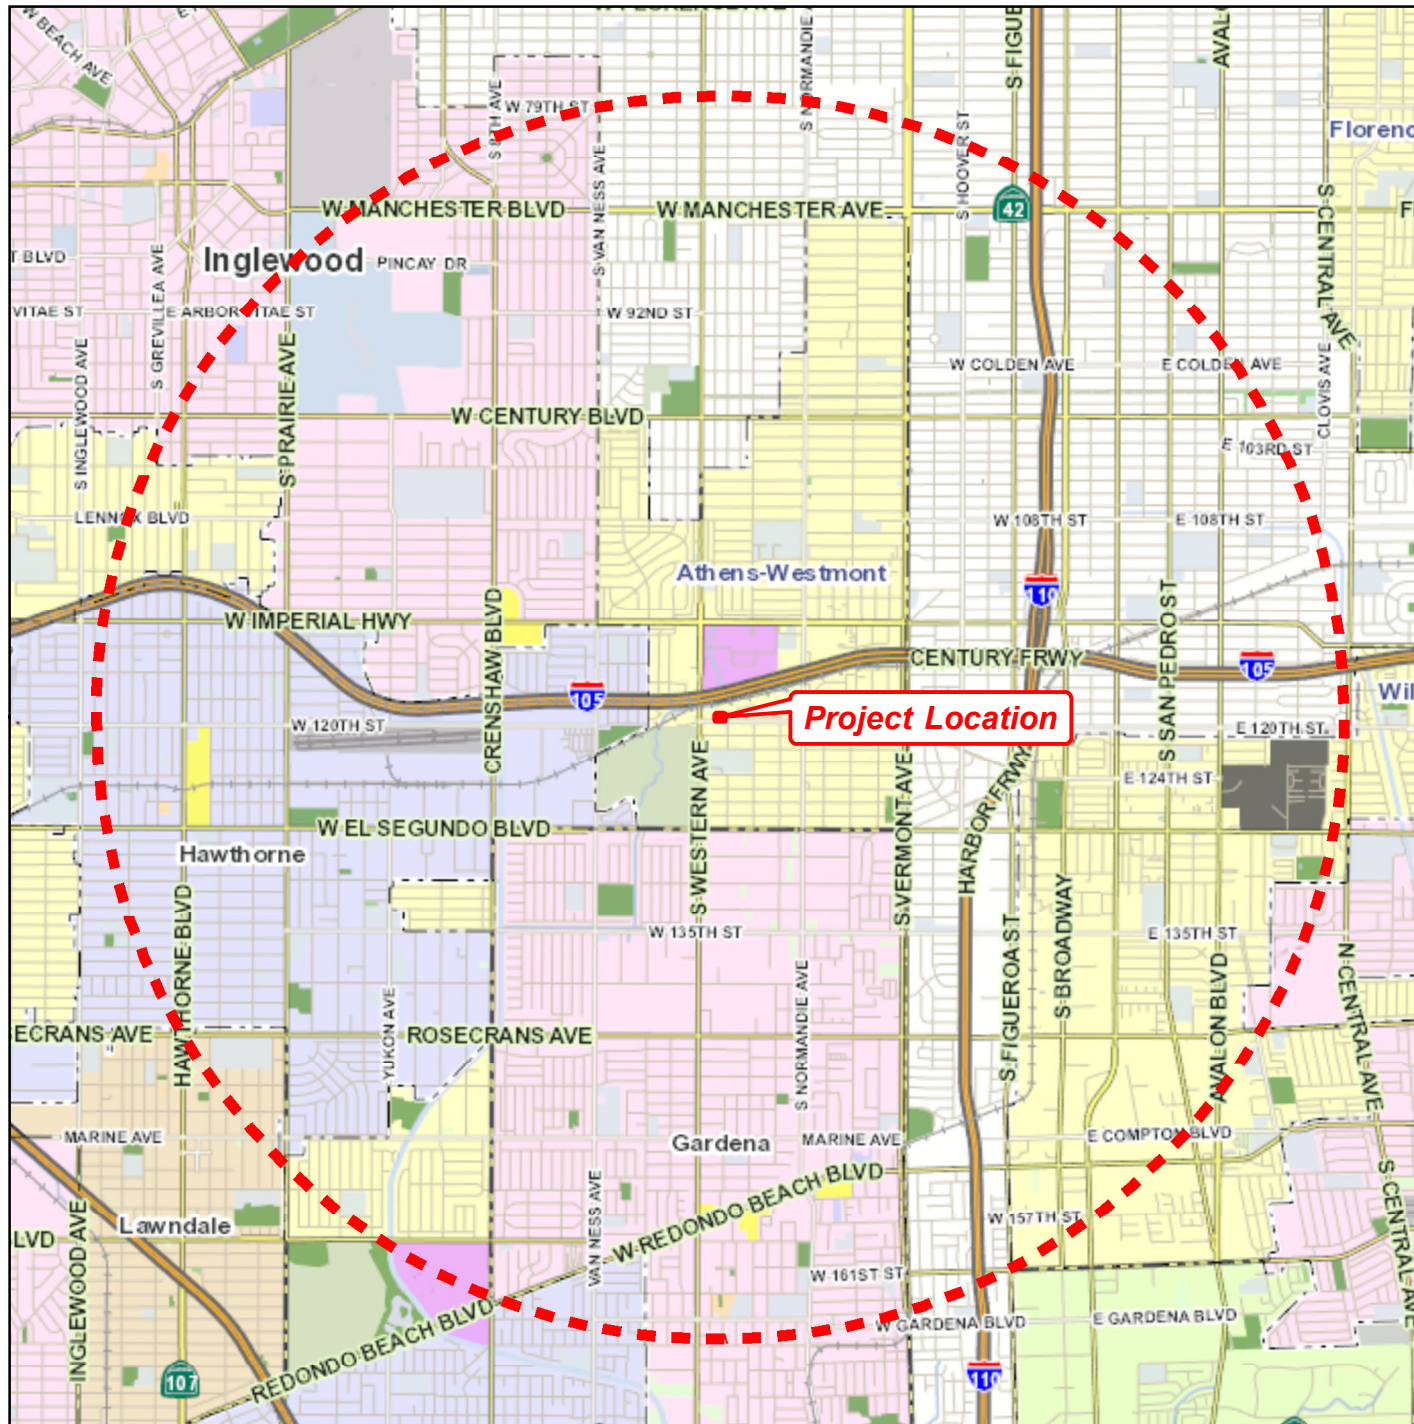 W BEACH AVE
S FIGUE
AVAL
S 8TH AVE
W 79TH ST
S NORMANDIE A
S HOOVER ST
Florenc
S VAN NESS AVE
W MANCHESTER BLVD
W MANCHESTER AVE
42
S CENTRAL AVE
F
T BLVD
S GREVILLEA AVE
Inglewood
PINCAY DR
VITAE ST
E ARBOR VITAE ST
W 92ND ST
S INGLEWOOD AVE
S PRAIRIE AVE
W COLDEN AVE
E COLDEN AVE
CLOVIS AVE
W CENTURY BLVD
E 103RD ST
LENNOX BLVD
W 108TH ST
E 108TH ST
Athens-Westmont
110
W IMPERIAL HWY
CRENSHAW BLVD
CENTURY FRWY
S SAN PEDRO ST
105
105
Wil
W 120TH ST
Project Location
E 120TH ST
S WESTERN AVE
S VERMONT AVE
HARBOR FRWY
E 124TH ST
W EL SEGUNDO BLVD
Hawthorne
HAWTHORNE BLVD
W 135TH ST
S FIGUEROA ST
S BROADWAY
E 135TH ST
AVALON BLVD
N CENTRAL AVE
SECRANS AVE
YUKON AVE
ROSECRANS AVE
S NORMANDIE AVE
MARINE AVE
Gardena
MARINE AVE
E COMPTON BLVD
S CENTRAL AVE
INGLEWOOD AVE
Lawndale
VAN NESS AVE
W REDONDO BEACH BLVD
W 157TH ST
LVD
W 161ST ST
REDONDO BEACH BLVD
W GARDENA BLVD
E GARDENA BLVD
107
110